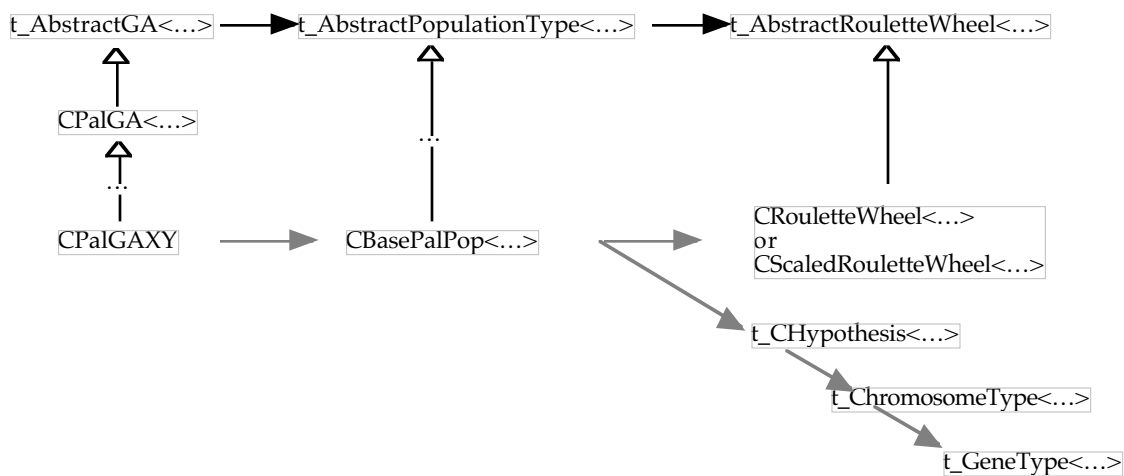 t_AbstractGA<…>
t_AbstractPopulationType<…>
t_AbstractRouletteWheel<…>
CPalGA<…>
…
…
CPalGAXY
CBasePalPop<…>
CRouletteWheel<…>
or
CScaledRouletteWheel<…>
t_CHypothesis<…>
t_ChromosomeType<…>
t_GeneType<…>